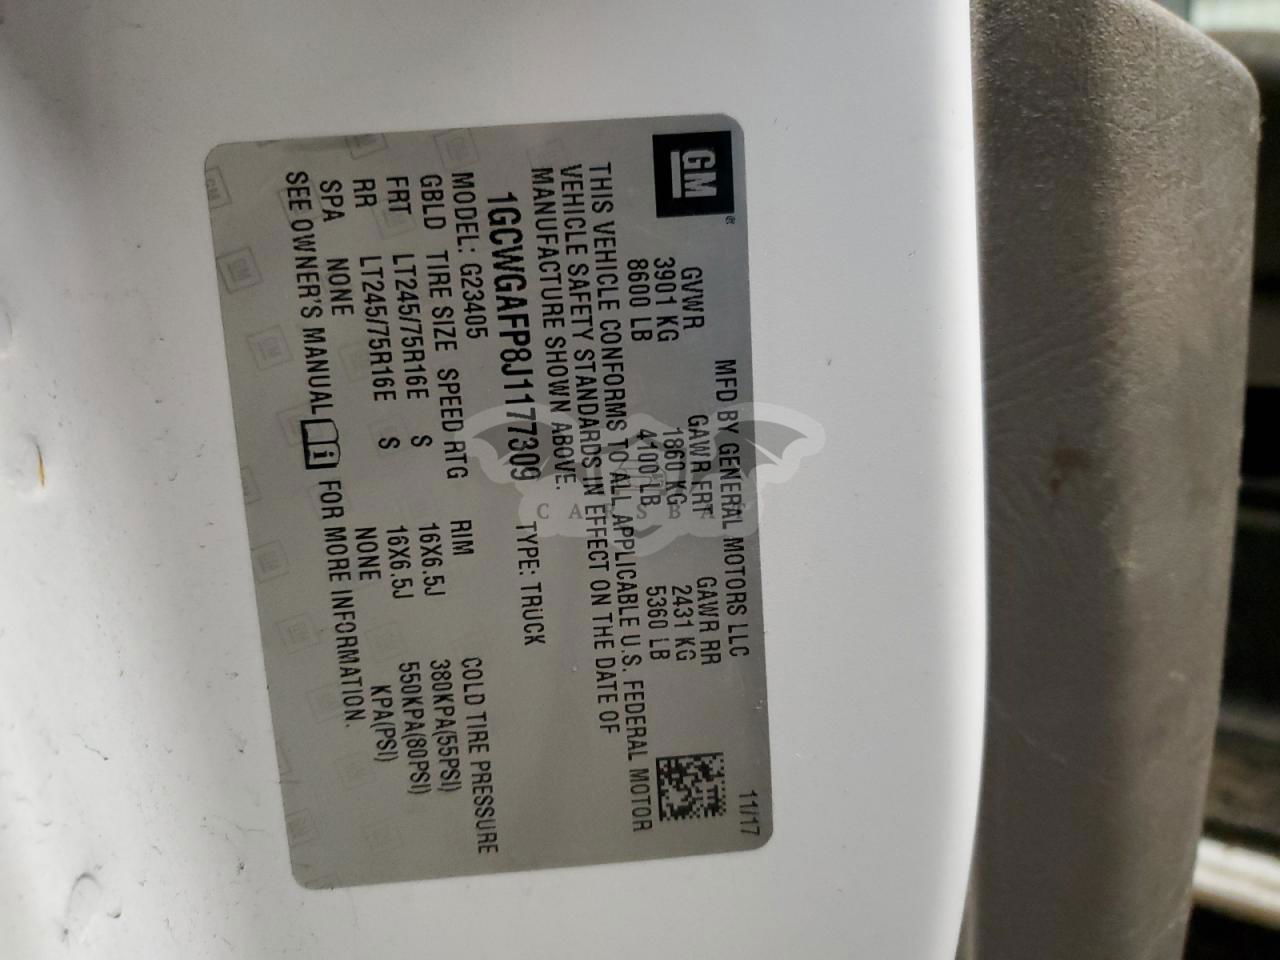 MFD BY GENERAL MOTORS LLC 11/17
GM®
GVWR GAWR FRT GAWR RR
3901 KG 1860 KG 2431 KG
8600 LB 4100 LB 5360 LB
THIS VEHICLE CONFORMS TO ALL APPLICABLE U.S. FEDERAL MOTOR
VEHICLE SAFETY STANDARDS IN EFFECT ON THE DATE OF
MANUFACTURE SHOWN ABOVE.
1GCWGAFP8J1177309 TYPE: TRUCK
MODEL: G23405
GBLD TIRE SIZE SPEED RTG RIM COLD TIRE PRESSURE
FRT LT245/75R16E S 16X6.5J 380KPA(55PSI)
RR LT245/75R16E S 16X6.5J 550KPA(80PSI)
SPA NONE NONE KPA(PSI)
SEE OWNER'S MANUAL i FOR MORE INFORMATION.
CARSBAT